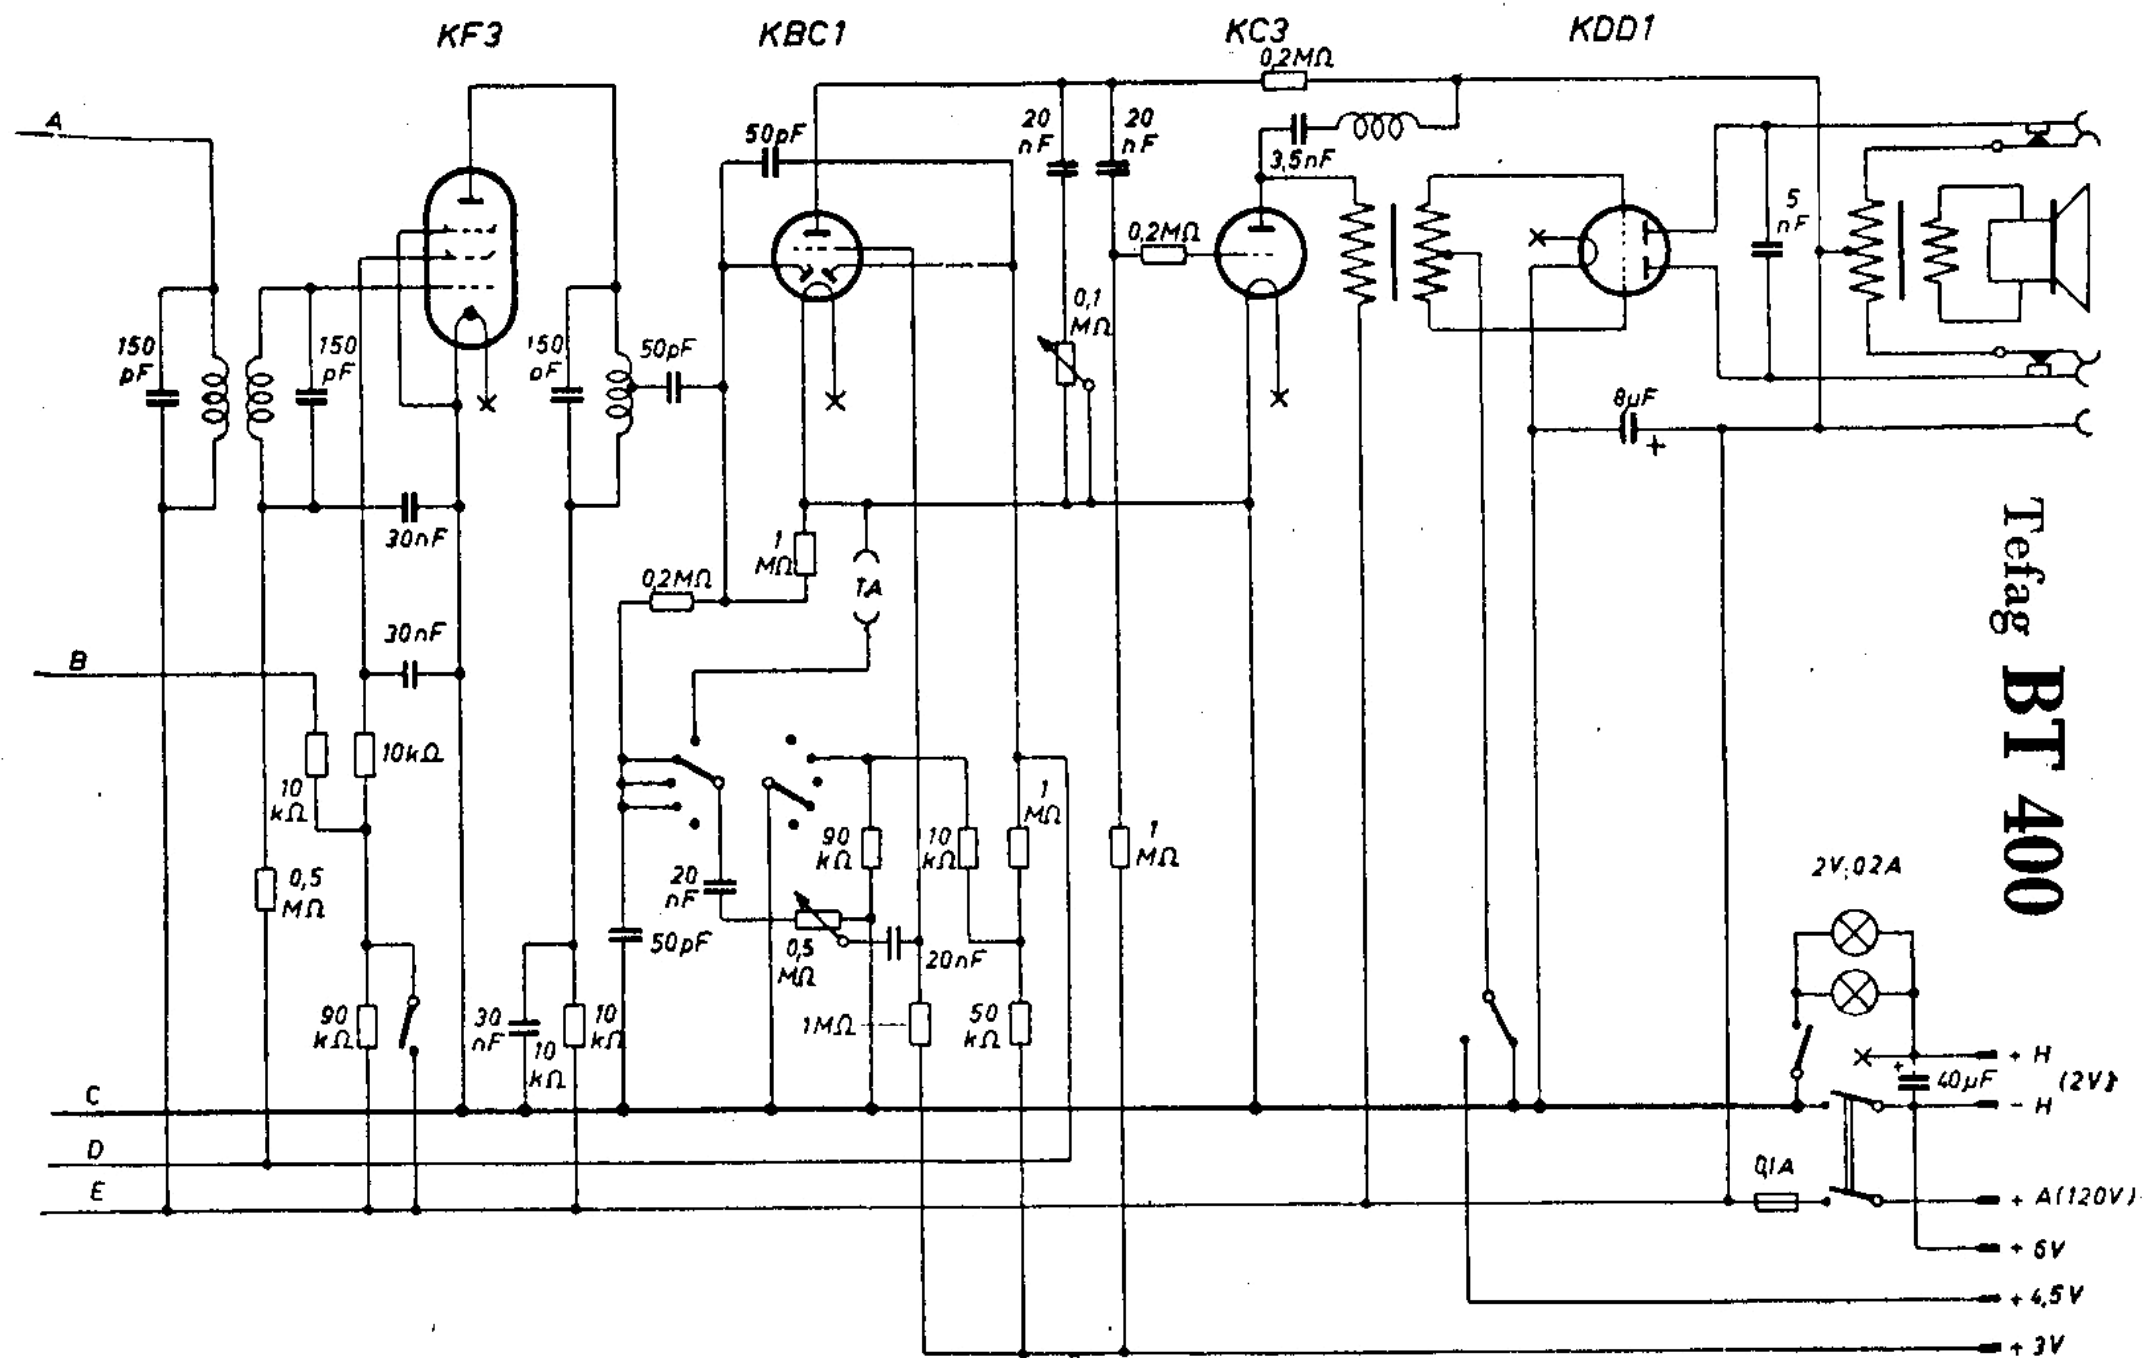 KF3
KBC1
KC3
KDD1
0,2MΩ
A
50pF
20
nF
20
nF
3,5nF
5
nF
0,2MΩ
150
pF
150
pF
150
pF
50pF
0,1
MΩ
8µF
+
30nF
1
MΩ
0,2MΩ
TA
30nF
B
10kΩ
10
kΩ
0,5
MΩ
20
nF
90
kΩ
10
kΩ
1
MΩ
1
MΩ
50pF
0,5
MΩ
20nF
90
kΩ
30
nF
10
kΩ
10
kΩ
1MΩ
50
kΩ
Tefag BT 400
2V;0,2A
+ H
+
40µF
(2V)
- H
C
D
E
0,1A
+ A(120V)
+ 6V
+ 4,5V
+ 3V